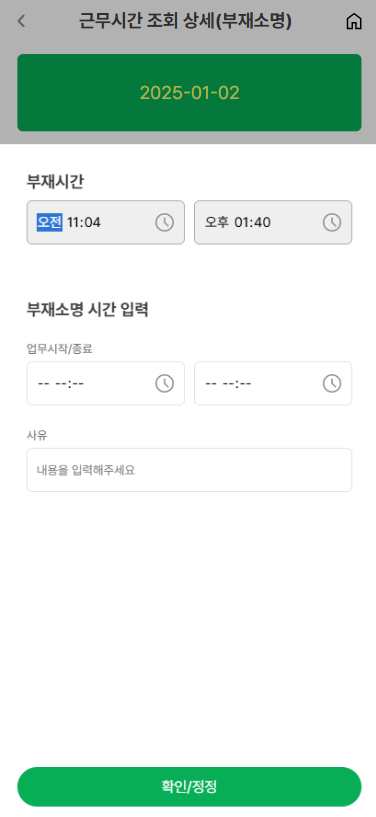 근무시간 조회 상세(부재소명)
2025-01-02
부재시간
오전 11:04 오후 01:40
부재소명 시간 입력
업무시작/종료
-- --:-- -- --:--
사유
내용을 입력해주세요
확인/정정